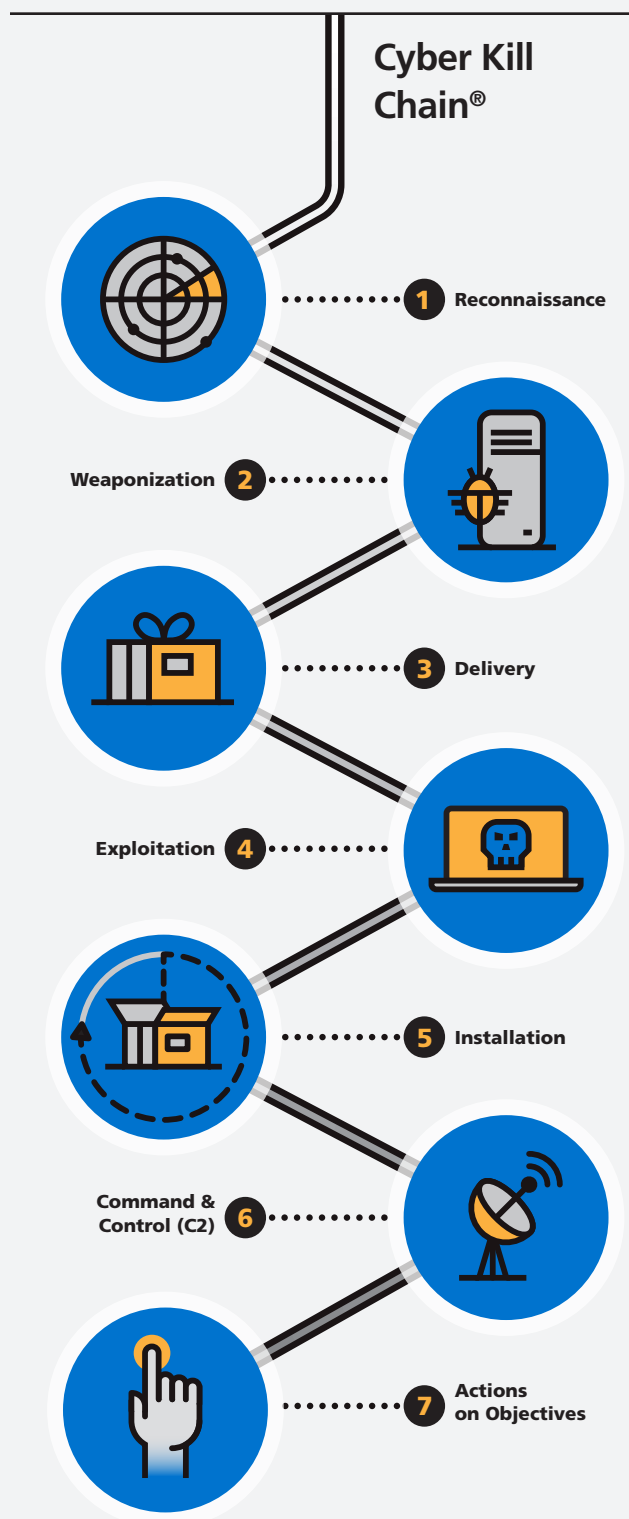 Cyber Kill
Chain®
1 Reconnaissance
Weaponization 2
3 Delivery
Exploitation 4
5 Installation
Command &
Control (C2) 6
7 Actions
on Objectives